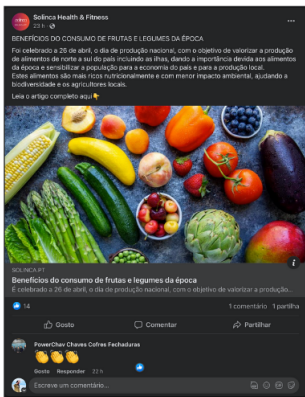 Solinca Health & Fitness
23 h
BENEFÍCIOS DO CONSUMO DE FRUTAS E LEGUMES DA ÉPOCA
Foi celebrado a 26 de abril, o dia de produção nacional, com o objetivo de valorizar a produção
de alimentos de norte a sul do país incluindo as ilhas, dando a importância devida aos alimentos
da época e sensibilizar a população para a economia do país e para a produção local.
Estes alimentos são mais ricos nutricionalmente e com menor impacto ambiental, ajudando a
biodiversidade e os agricultores locais.
Leia o artigo completo aqui👇
SOLINCA.PT
Benefícios do consumo de frutas e legumes da época
É celebrado a 26 de abril, o dia de produção nacional, com o objetivo de valorizar a produção...
14
1 comentário 1 partilha
Gosto Comentar Partilhar
PowerChav Chaves Cofres Fechaduras
👏👏👏
Gosto Responder 22 h
Escreve um comentário...